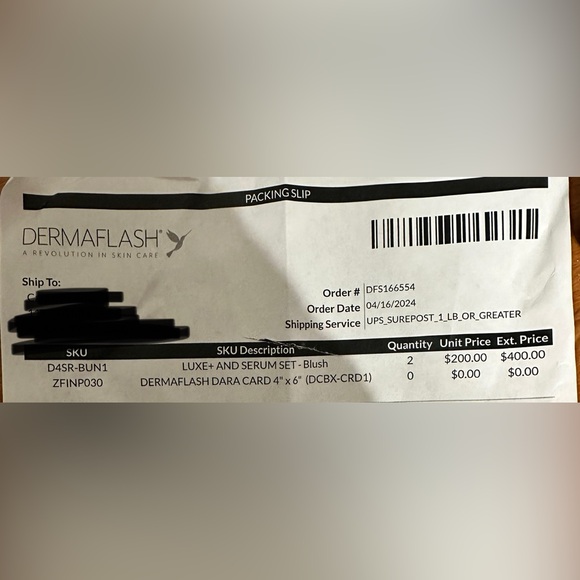 PACKING SLIP
DERMAFLASH®
A REVOLUTION IN SKIN CARE
Ship To:
Order # DFS166554
Order Date 04/16/2024
Shipping Service UPS_SUREPOST_1_LB_OR_GREATER
SKU SKU Description Quantity Unit Price Ext. Price
D4SR-BUN1 LUXE+ AND SERUM SET - Blush 2 $200.00 $400.00
ZFINP030 DERMAFLASH DARA CARD 4" x 6" (DCBX-CRD1) 0 $0.00 $0.00